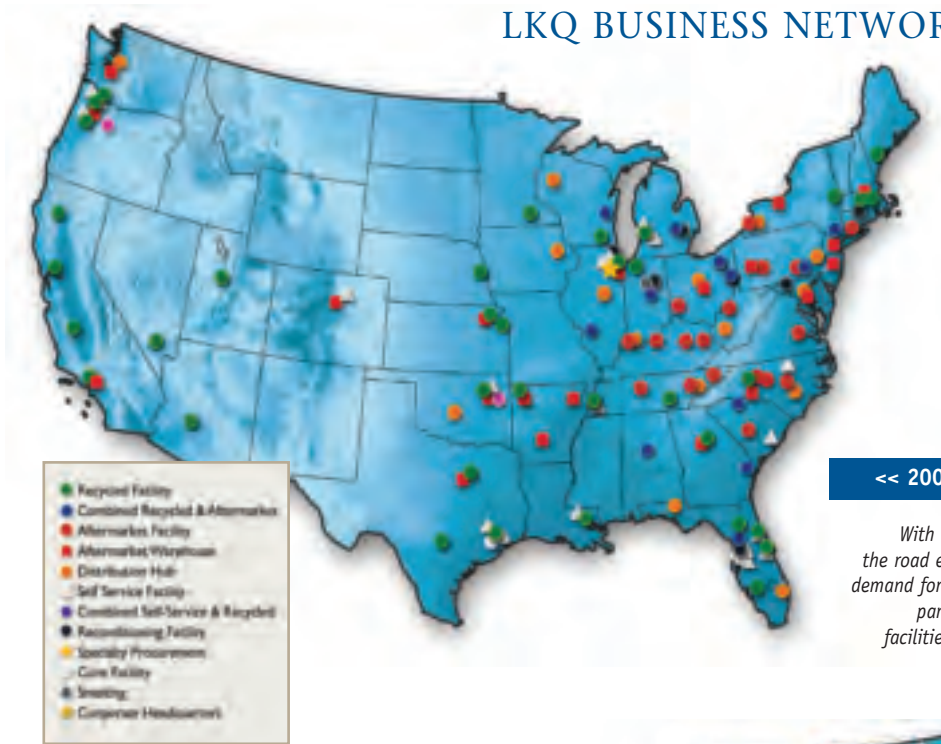 LKQ BUSINESS NETWOR
Recycled Facility
Combined Recycled & Aftermarket
Aftermarket Facility
Aftermarket Warehouse
Distribution Hub
Self Service Facility
Combined Self-Service & Recycled
Reconditioning Facility
Specialty Procurement
Core Facility
Smelting
Corporate Headquarters
<< 200
With
the road e
demand for
par
facilitie